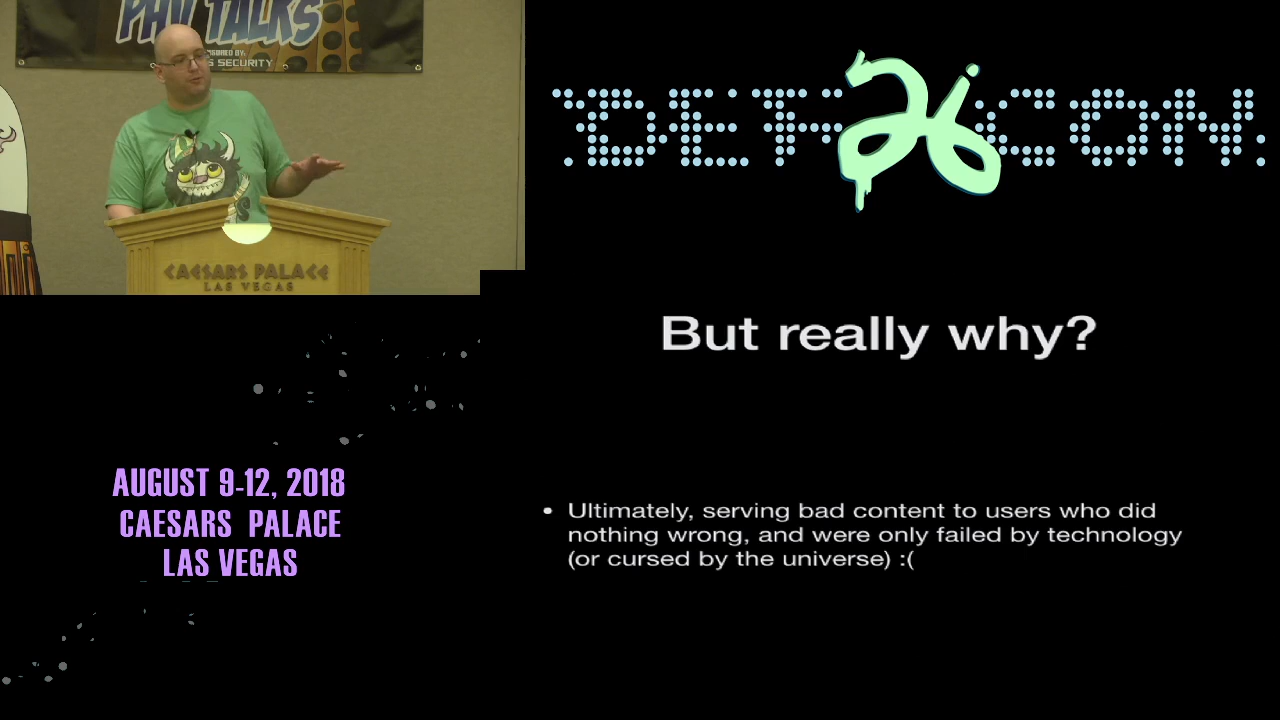 PHV TALKS
SECURITY
DEF 26 CON
CAESARS PALACE
LAS VEGAS
But really why?
• Ultimately, serving bad content to users who did
nothing wrong, and were only failed by technology
(or cursed by the universe) :(
AUGUST 9-12, 2018
CAESARS PALACE
LAS VEGAS